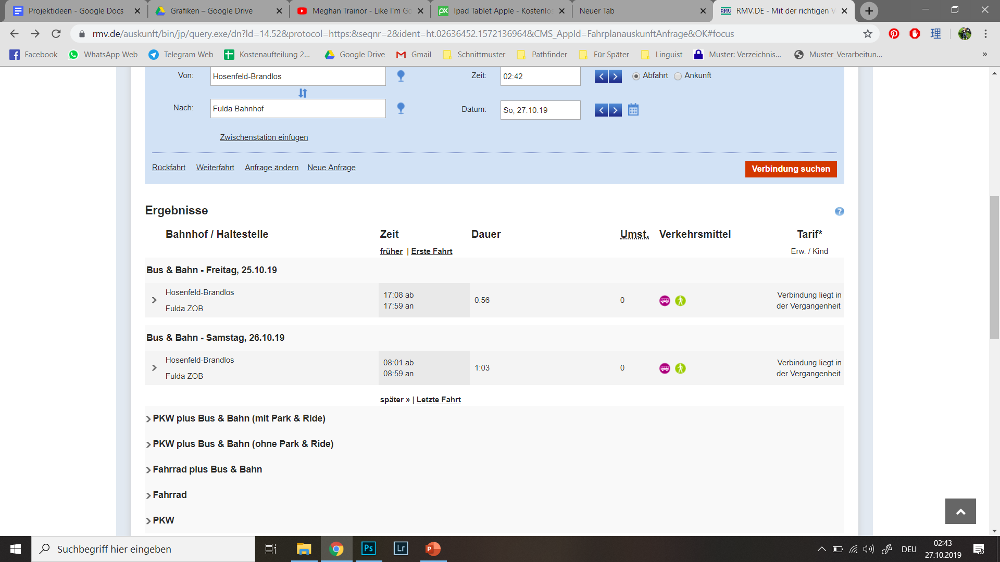 Projektideen - Google Docs
Grafiken – Google Drive
Meghan Trainor - Like I'm Go
px
Ipad Tablet Apple - Kostenlos
Neuer Tab
RMV
RMV.DE - Mit der richtigen V
rmv.de/auskunft/bin/jp/query.exe/dn?ld=14.52&protocol=https:&seqnr=2&ident=ht.02636452.1572136964&CMS_AppId=FahrplanauskunftAnfrage&OK#focus
理
Facebook
WhatsApp Web
Telegram Web
Kostenaufteilung 2...
Google Drive
Gmail
Schnittmuster
Pathfinder
Für Später
Linguist
Muster: Verzeichnis...
Muster_Verarbeitun...
»
Von:
Hosenfeld-Brandlos
Zeit:
02:42
Abfahrt
Ankunft
Nach:
Fulda Bahnhof
Datum:
So, 27.10.19
Zwischenstation einfügen
Rückfahrt
Weiterfahrt
Anfrage ändern
Neue Anfrage
Verbindung suchen
Ergebnisse
?
Bahnhof / Haltestelle
Zeit
Dauer
Umst.
Verkehrsmittel
Tarif*
früher | Erste Fahrt
Erw. / Kind
Bus & Bahn - Freitag, 25.10.19
Hosenfeld-Brandlos
Fulda ZOB
17:08 ab
17:59 an
0:56
0
Verbindung liegt in
der Vergangenheit
Bus & Bahn - Samstag, 26.10.19
Hosenfeld-Brandlos
Fulda ZOB
08:01 ab
08:59 an
1:03
0
Verbindung liegt in
der Vergangenheit
später » | Letzte Fahrt
PKW plus Bus & Bahn (mit Park & Ride)
PKW plus Bus & Bahn (ohne Park & Ride)
Fahrrad plus Bus & Bahn
Fahrrad
PKW
Suchbegriff hier eingeben
Ps
Lr
P
DEU
02:43
27.10.2019